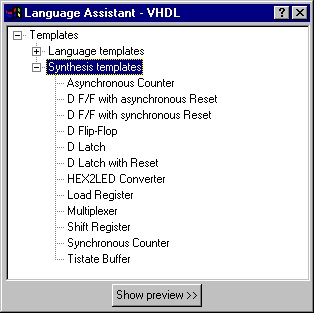 Language Assistant - VHDL
Templates
Language templates
Synthesis templates
Asynchronous Counter
D F/F with asynchronous Reset
D F/F with synchronous Reset
D Flip-Flop
D Latch
D Latch with Reset
HEX2LED Converter
Load Register
Multiplexer
Shift Register
Synchronous Counter
Tistate Buffer
Show preview >>